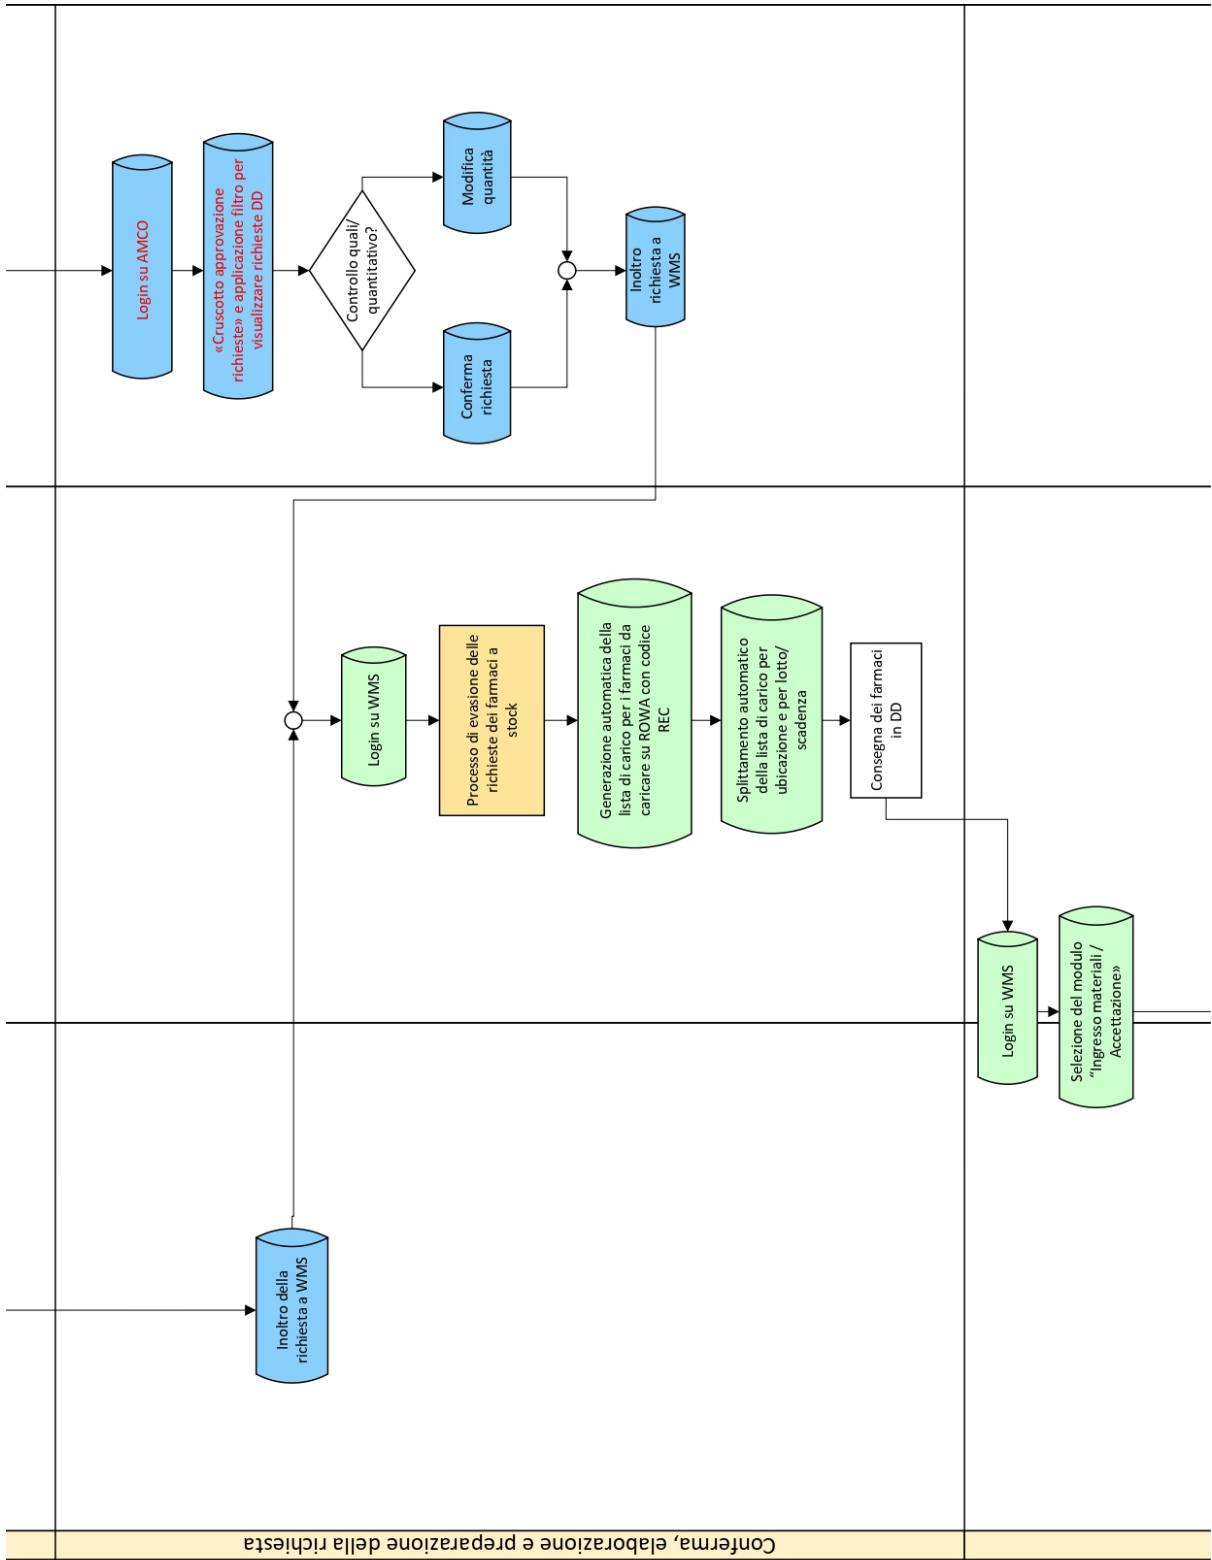 Login su AMCO
«Cruscotto approvazione
richieste» e applicazione filtro per
visualizzare richieste DD
Controllo quali/
quantitativo?
Conferma
richiesta
Modifica
quantità
Inoltro
richiesta a
WMS
Inoltro della
richiesta a WMS
Login su WMS
Processo di evasione delle
richieste dei farmaci a
stock
Generazione automatica della
lista di carico per i farmaci da
caricare su ROWA con codice
REC
Splittamento automatico
della lista di carico per
ubicazione e per lotto/
scadenza
Consegna dei farmaci
in DD
Login su WMS
Selezione del modulo
“Ingresso materiali /
Accettazione»
Conferma, elaborazione e preparazione della richiesta